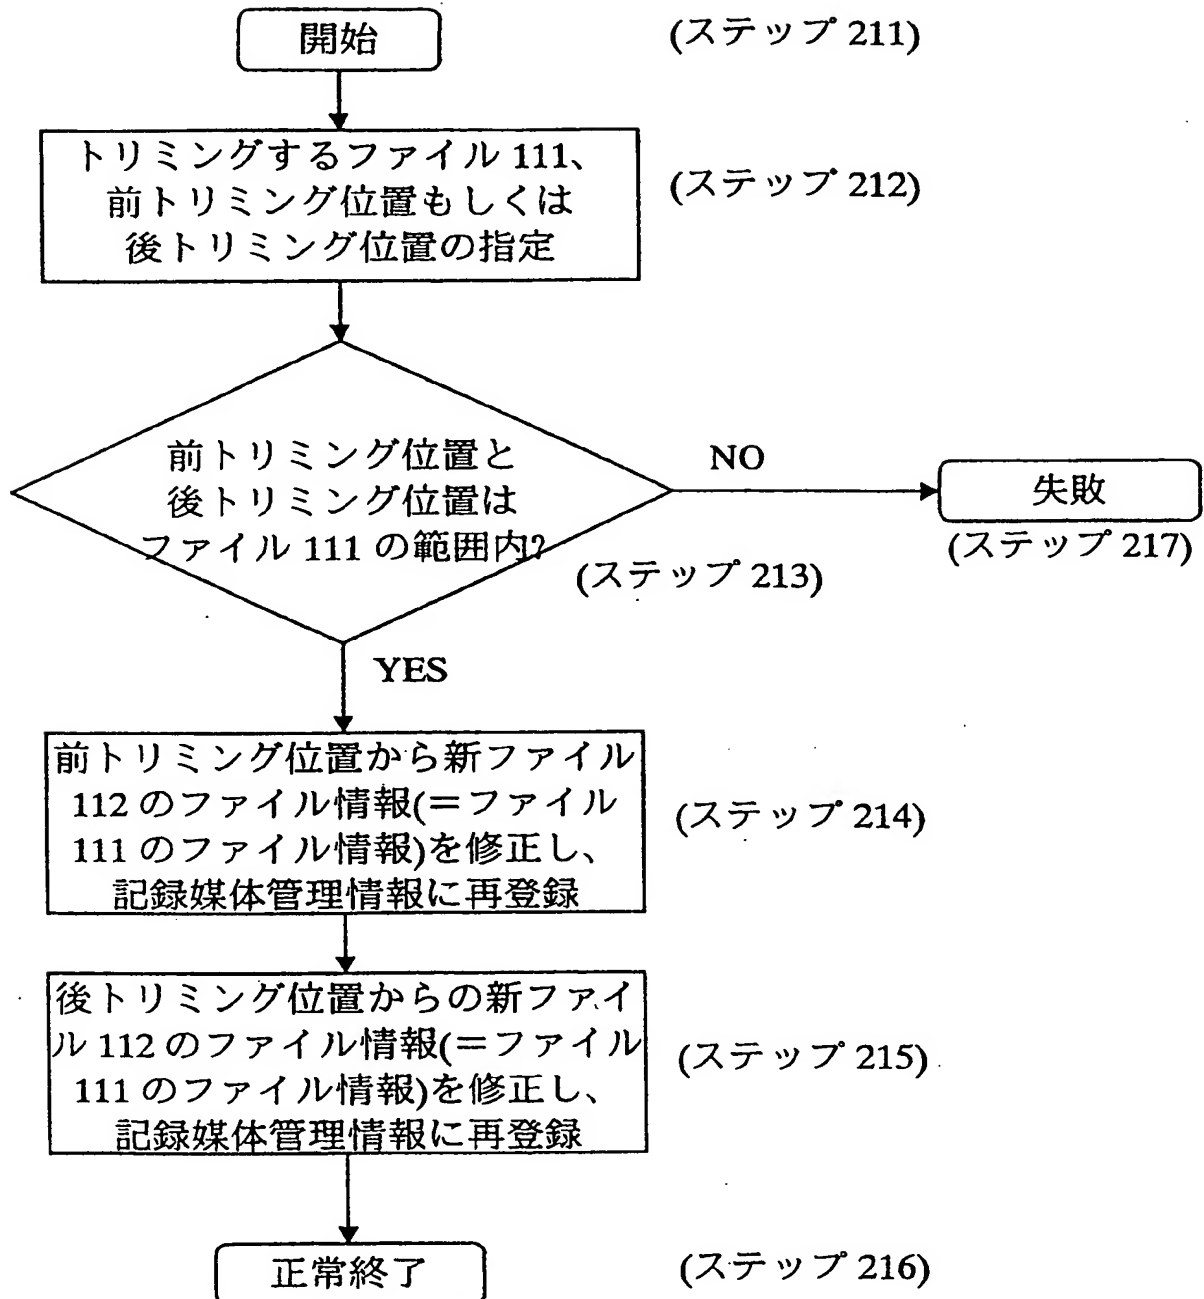 開始
(ステップ 211)
トリミングするファイル 111、
前トリミング位置もしくは
後トリミング位置の指定
(ステップ 212)
前トリミング位置と
後トリミング位置は
ファイル 111 の範囲内?
(ステップ 213)
NO
失敗
(ステップ 217)
YES
前トリミング位置から新ファイル
112 のファイル情報(＝ファイル
111 のファイル情報)を修正し、
記録媒体管理情報に再登録
(ステップ 214)
後トリミング位置からの新ファイ
ル 112 のファイル情報(＝ファイル
111 のファイル情報)を修正し、
記録媒体管理情報に再登録
(ステップ 215)
正常終了
(ステップ 216)